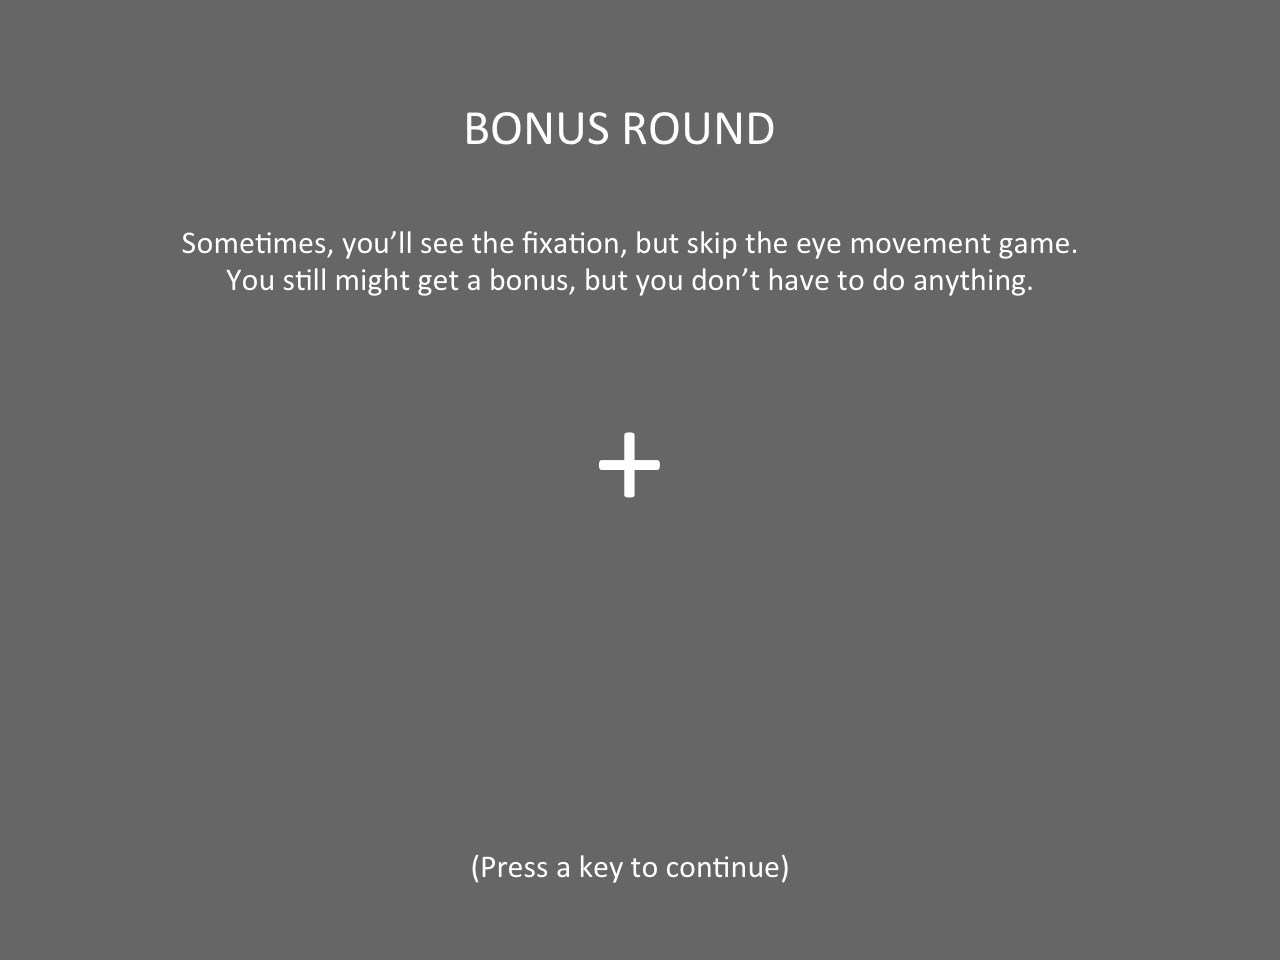 BONUS ROUND
Sometimes, you’ll see the fixation, but skip the eye movement game.
You still might get a bonus, but you don’t have to do anything.
+
(Press a key to continue)